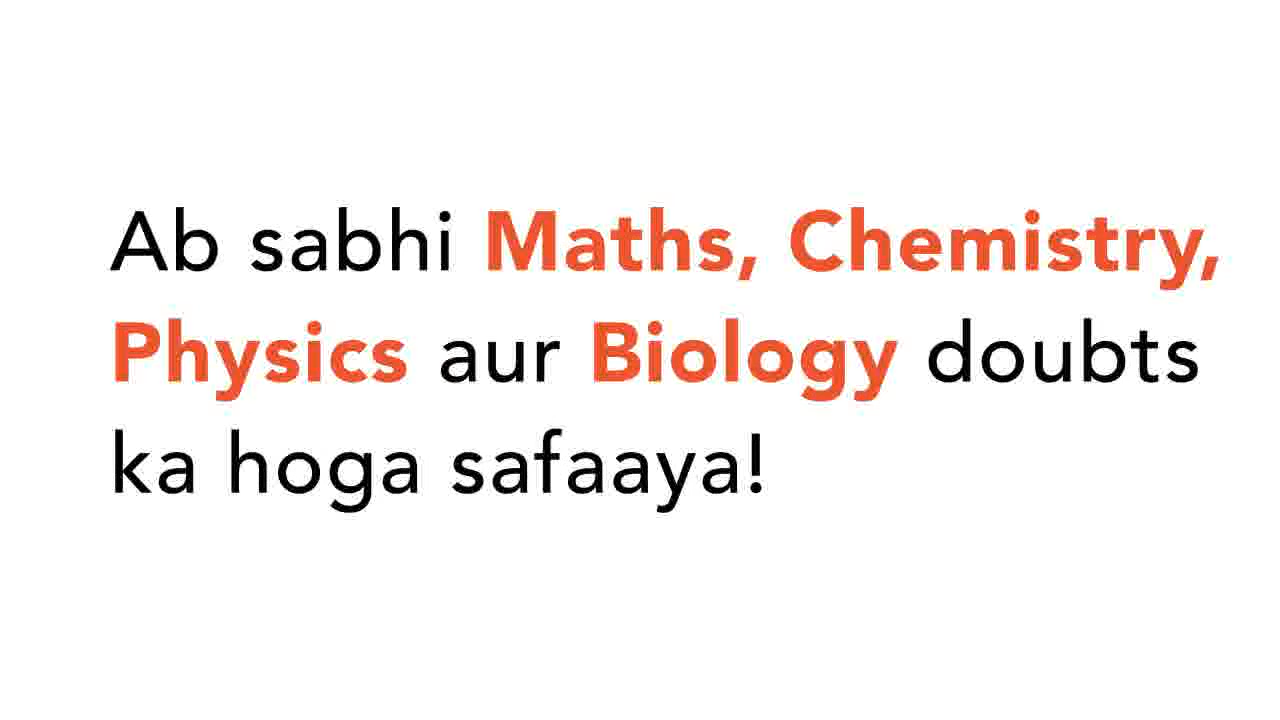 Ab sabhi Maths, Chemistry,
Physics aur Biology doubts
ka hoga safaaya!